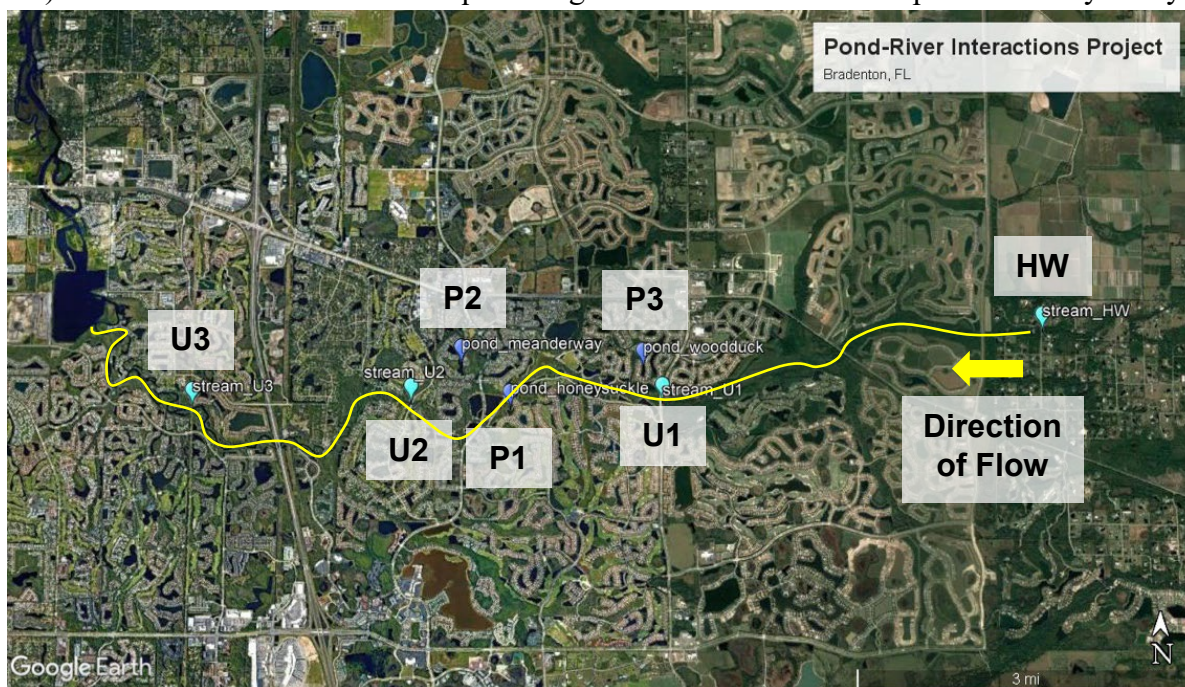 Pond-River Interactions Project
Bradenton, FL
HW
stream_HW
P2
P3
pond_meanderway
pond_woodduck
U3
stream_U3
stream_U2
pond_honeysuckle
stream_U1
U2
P1
U1
Direction
of Flow
Google Earth
3 mi
N